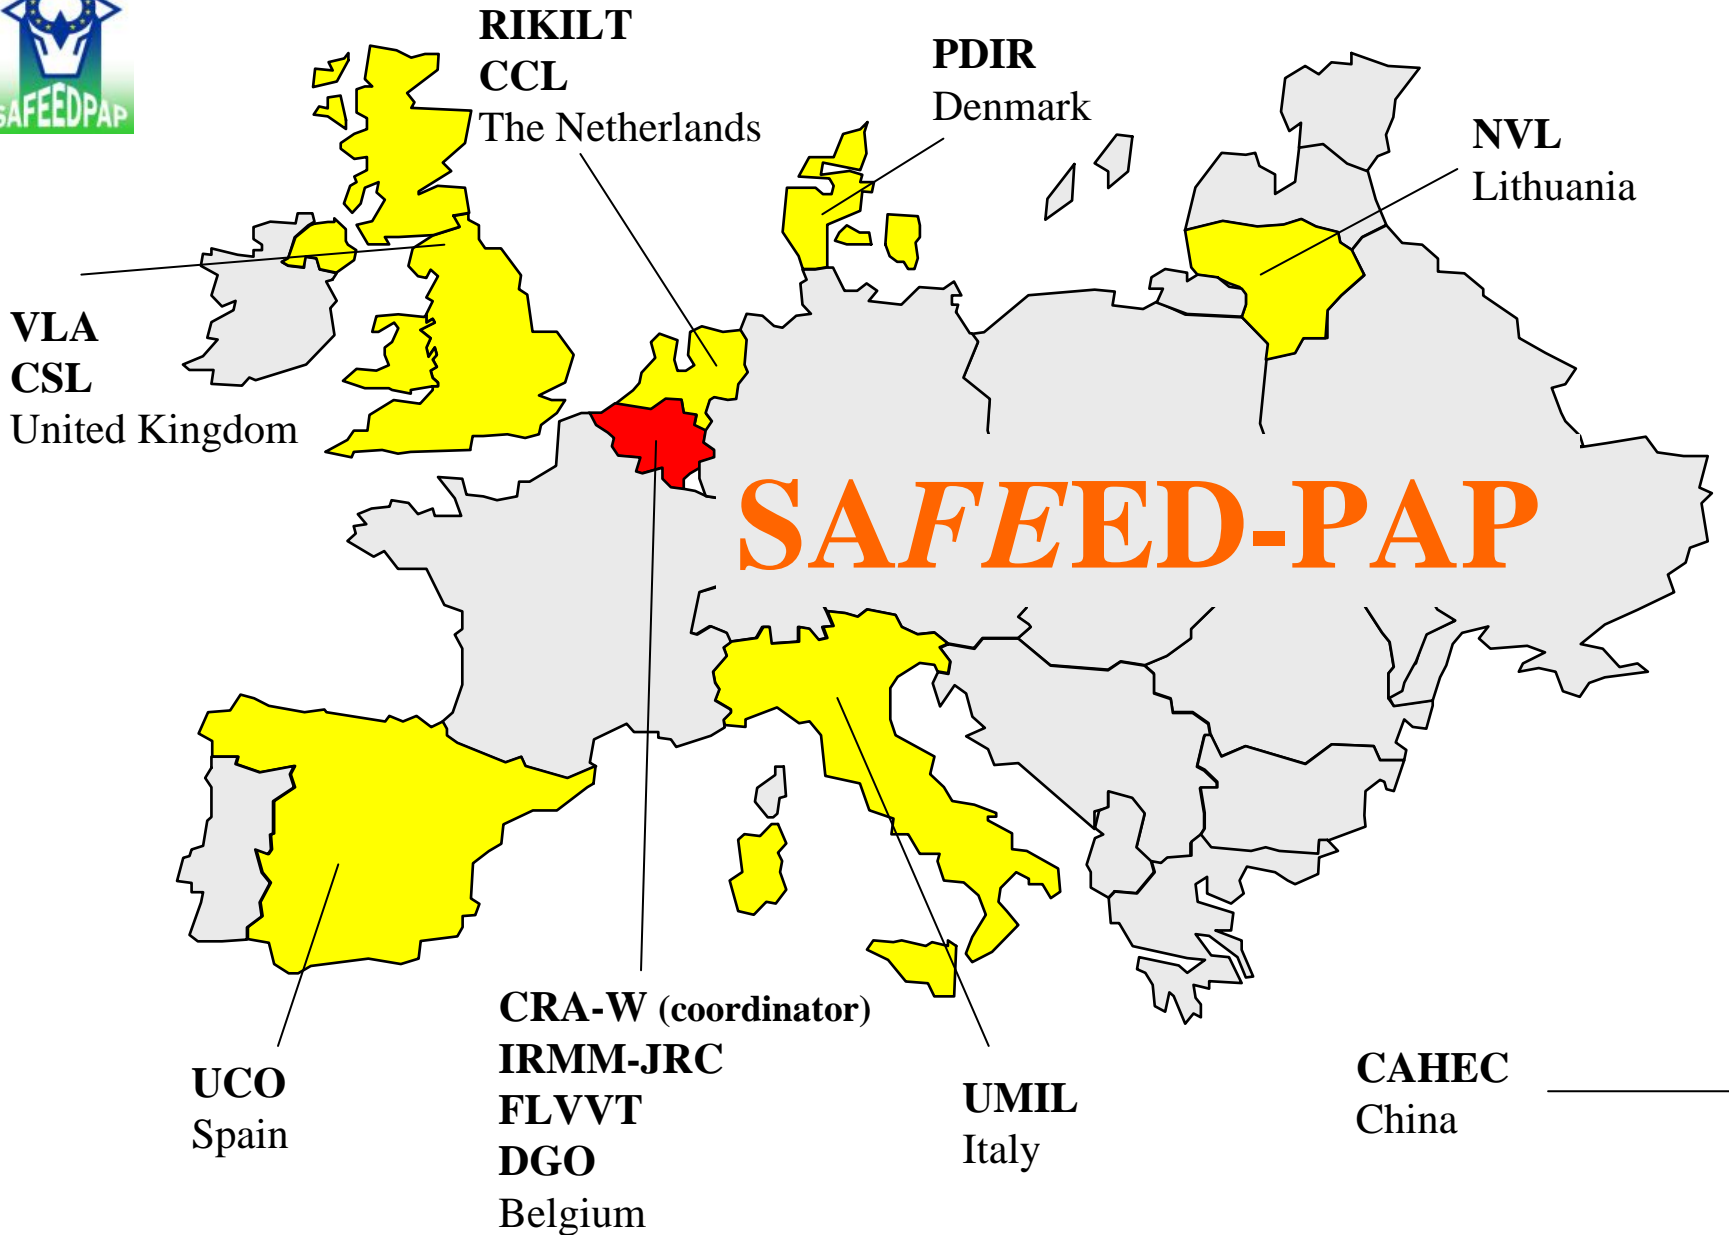 SAFEEDPAP
RIKILT
CCL
The Netherlands
PDIR
Denmark
NVL
Lithuania
VLA
CSL
United Kingdom
SAFEED-PAP
UCO
Spain
CRA-W (coordinator)
IRMM-JRC
FLVVT
DGO
Belgium
UMIL
Italy
CAHEC
China